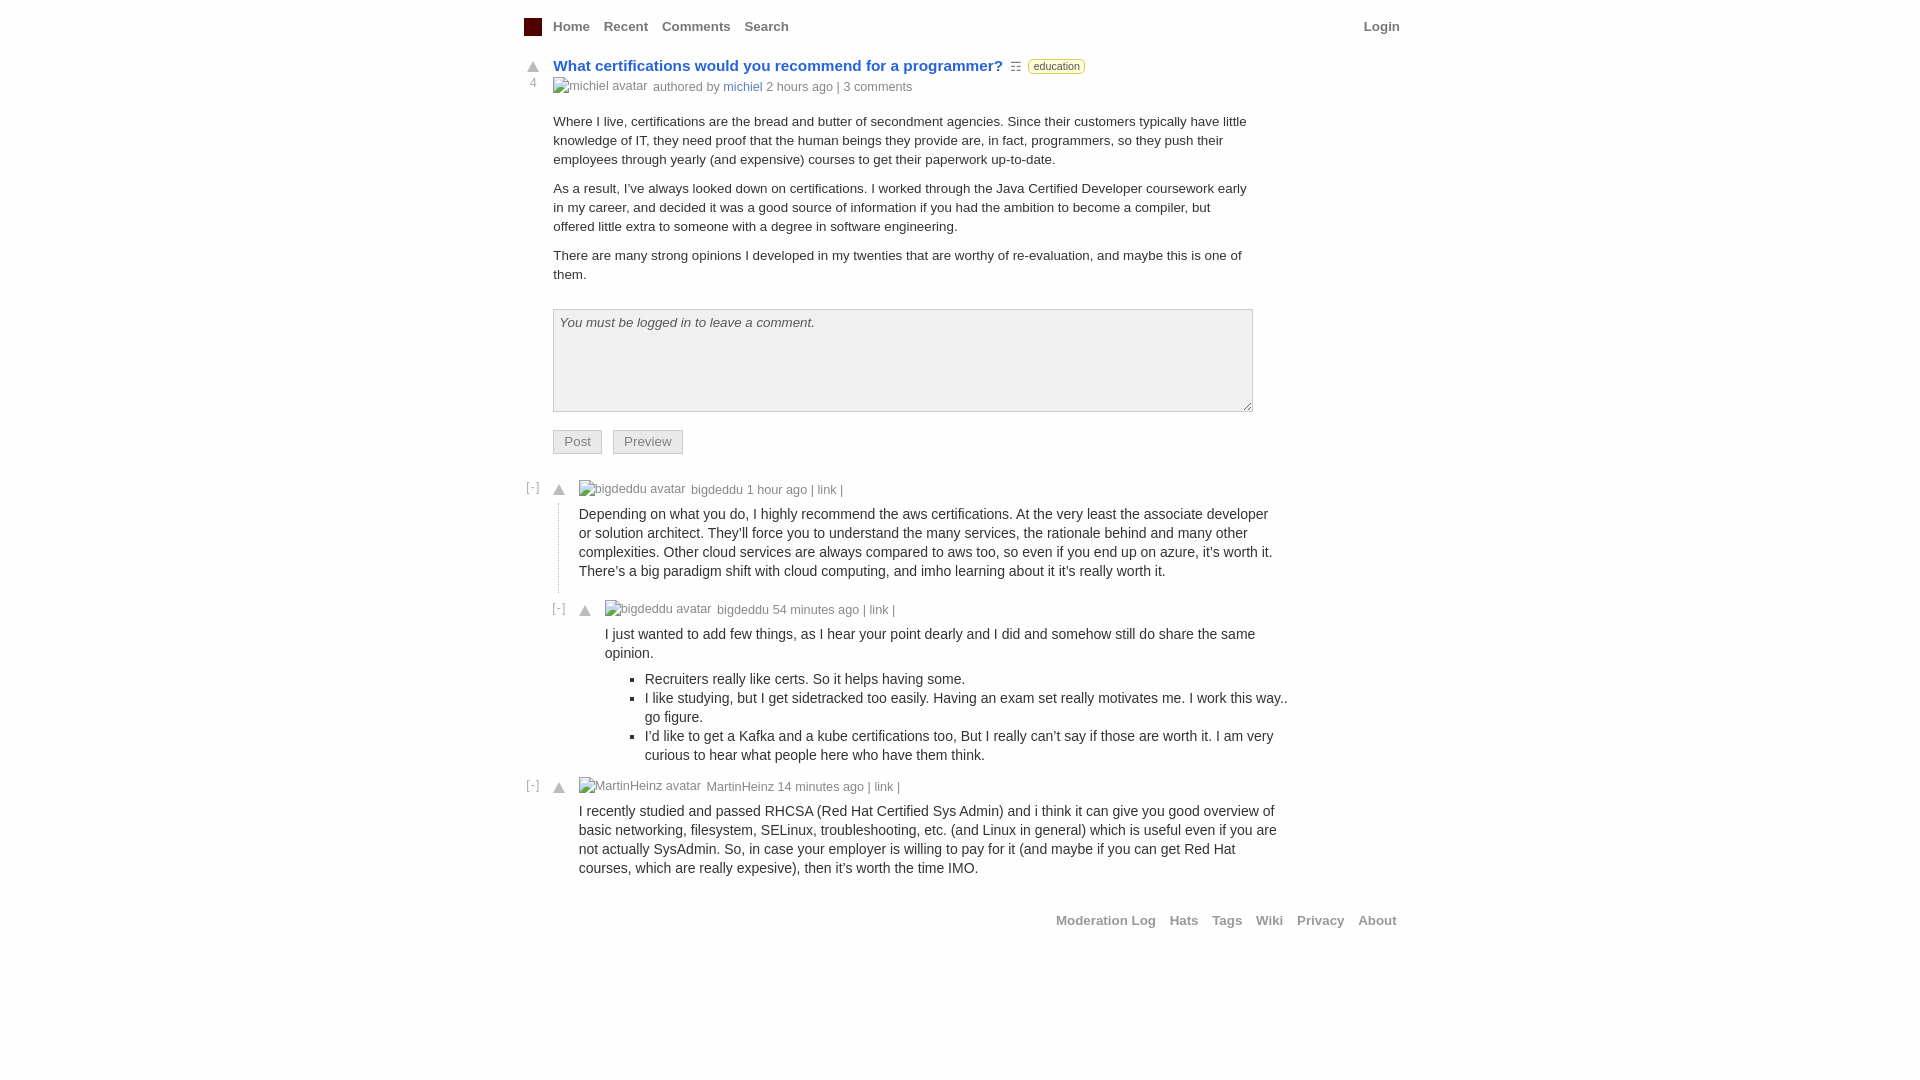 Home Recent Comments Search Login
What certifications would you recommend for a programmer? ☶ education
4
michiel avatar authored by michiel 2 hours ago | 3 comments
Where I live, certifications are the bread and butter of secondment agencies. Since their customers typically have little
knowledge of IT, they need proof that the human beings they provide are, in fact, programmers, so they push their
employees through yearly (and expensive) courses to get their paperwork up-to-date.
As a result, I’ve always looked down on certifications. I worked through the Java Certified Developer coursework early
in my career, and decided it was a good source of information if you had the ambition to become a compiler, but
offered little extra to someone with a degree in software engineering.
There are many strong opinions I developed in my twenties that are worthy of re-evaluation, and maybe this is one of
them.
You must be logged in to leave a comment.
Post Preview
[-] bigdeddu avatar bigdeddu 1 hour ago | link |
Depending on what you do, I highly recommend the aws certifications. At the very least the associate developer
or solution architect. They’ll force you to understand the many services, the rationale behind and many other
complexities. Other cloud services are always compared to aws too, so even if you end up on azure, it’s worth it.
There’s a big paradigm shift with cloud computing, and imho learning about it it’s really worth it.
[-] bigdeddu avatar bigdeddu 54 minutes ago | link |
I just wanted to add few things, as I hear your point dearly and I did and somehow still do share the same
opinion.
▪ Recruiters really like certs. So it helps having some.
▪ I like studying, but I get sidetracked too easily. Having an exam set really motivates me. I work this way..
go figure.
▪ I’d like to get a Kafka and a kube certifications too, But I really can’t say if those are worth it. I am very
curious to hear what people here who have them think.
[-] MartinHeinz avatar MartinHeinz 14 minutes ago | link |
I recently studied and passed RHCSA (Red Hat Certified Sys Admin) and i think it can give you good overview of
basic networking, filesystem, SELinux, troubleshooting, etc. (and Linux in general) which is useful even if you are
not actually SysAdmin. So, in case your employer is willing to pay for it (and maybe if you can get Red Hat
courses, which are really expesive), then it’s worth the time IMO.
Moderation Log Hats Tags Wiki Privacy About